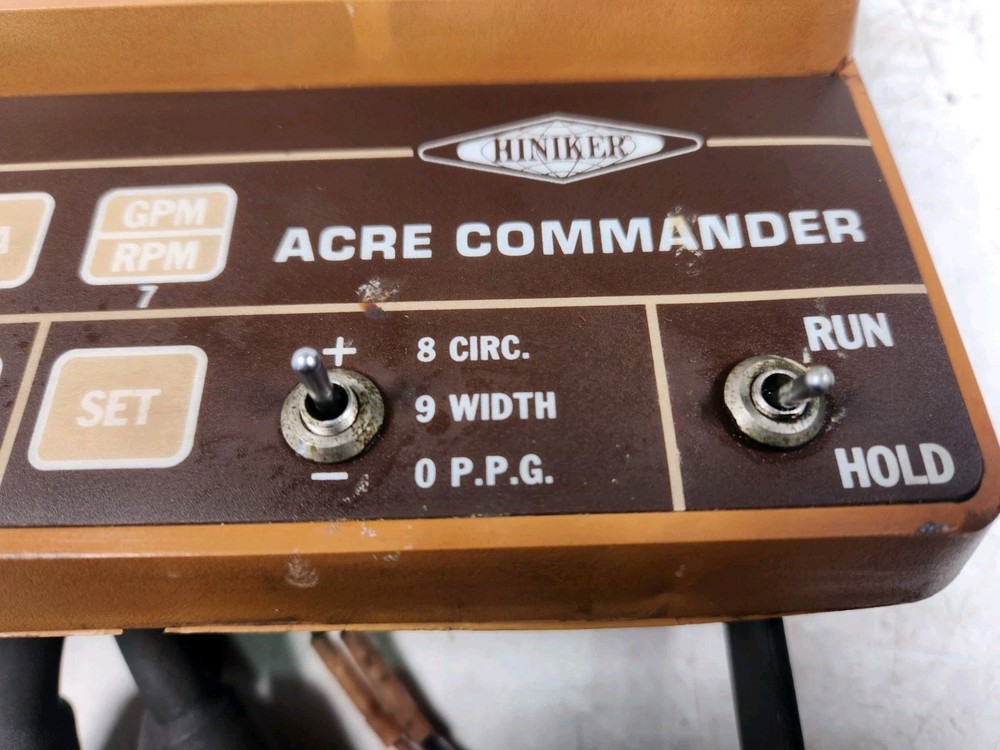 HINIKER
ACRE COMMANDER
GPM
RPM
7
SET
+
−
8 CIRC.
9 WIDTH
0 P.P.G.
RUN
HOLD